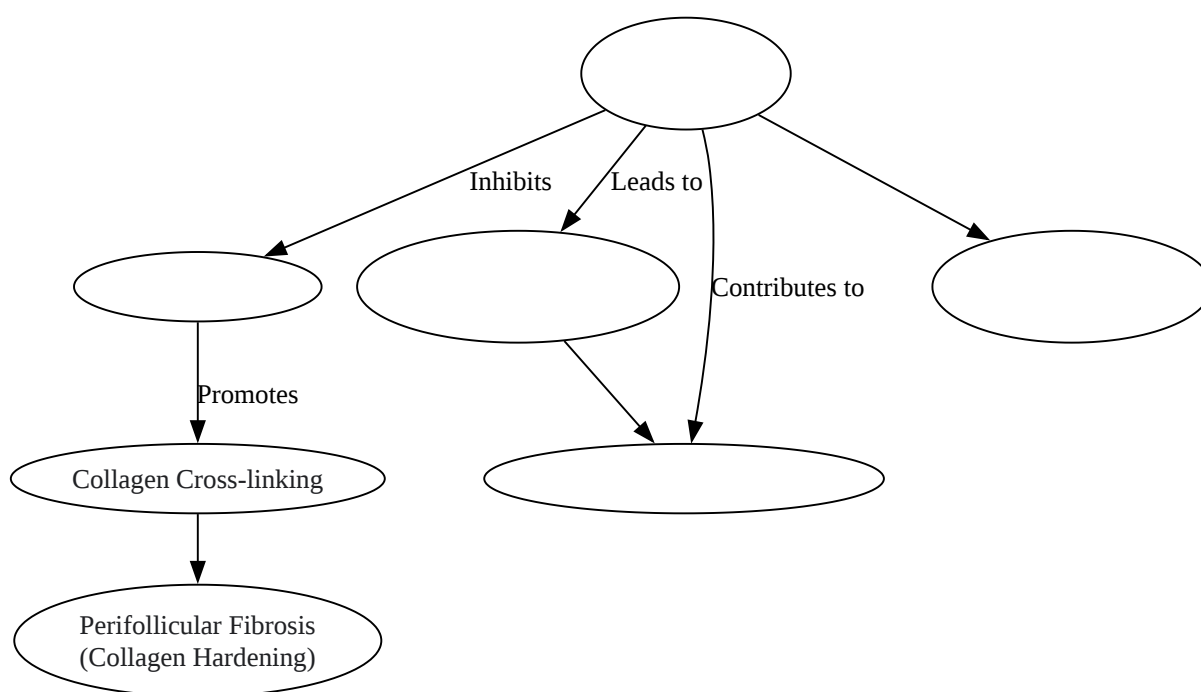 Inhibits
Leads to
Contributes to
Promotes
Collagen Cross-linking
Perifollicular Fibrosis
(Collagen Hardening)